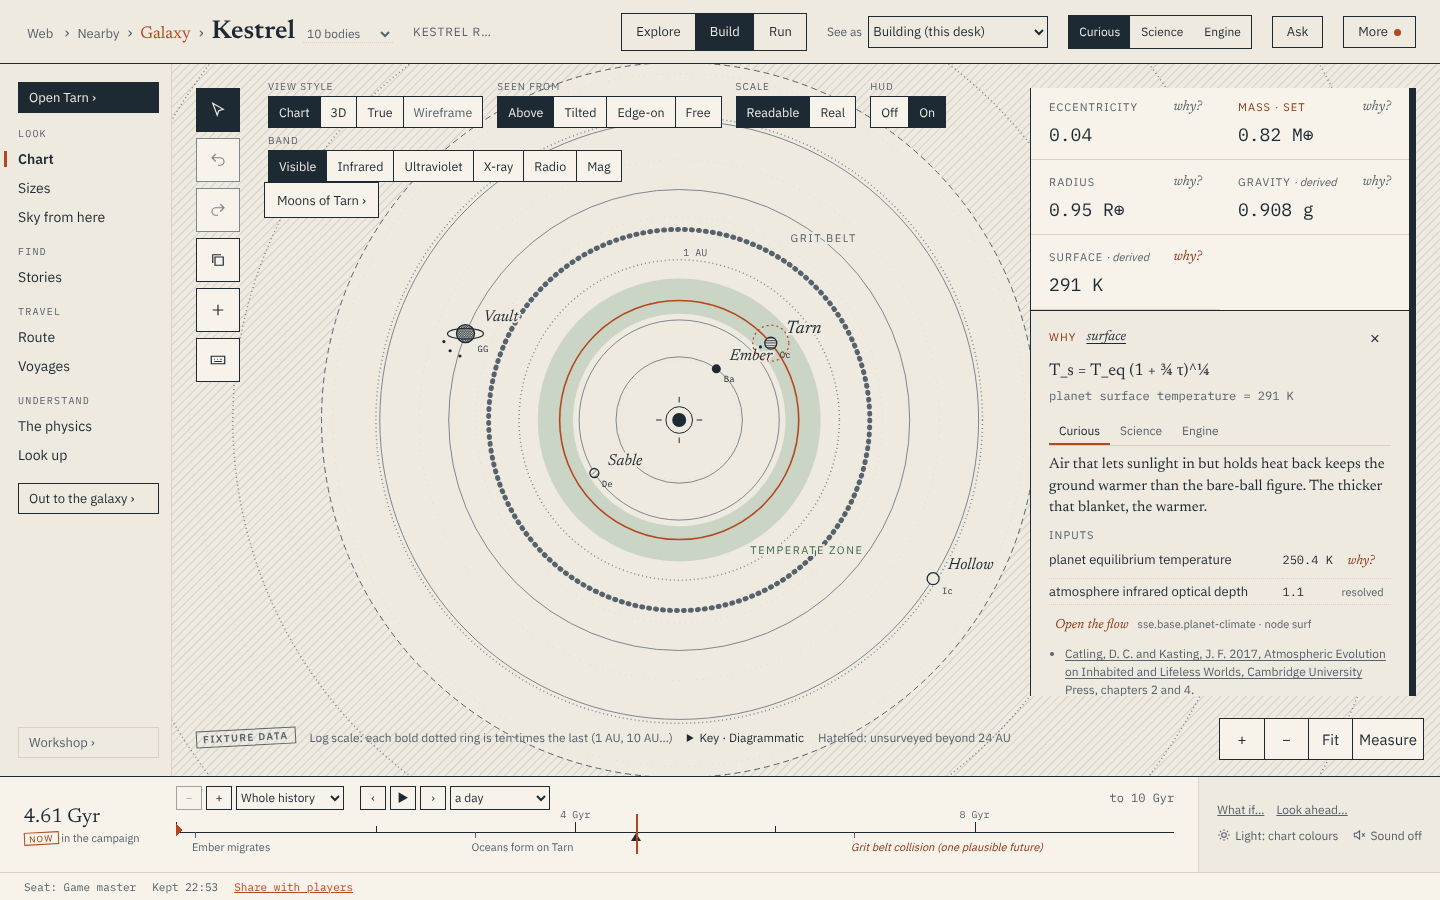 Web › Nearby › Galaxy › Kestrel 10 bodies KESTREL R…
Explore Build Run See as Building (this desk) Curious Science Engine Ask More
Open Tarn ›
LOOK
Chart
Sizes
Sky from here
FIND
Stories
TRAVEL
Route
Voyages
UNDERSTAND
The physics
Look up
Out to the galaxy ›
Workshop ›
VIEW STYLE SEEN FROM SCALE HUD
Chart 3D True Wireframe Above Tilted Edge-on Free Readable Real Off On
BAND
Visible Infrared Ultraviolet X-ray Radio Mag
Moons of Tarn ›
GRIT BELT
1 AU
Vault
GG
Tarn
Oc
Ember
Ba
Sable
De
TEMPERATE ZONE
Hollow
Ic
ECCENTRICITY why? MASS · SET why?
0.04 0.82 M⊕
RADIUS why? GRAVITY · derived why?
0.95 R⊕ 0.908 g
SURFACE · derived why?
291 K
WHY surface ×
T_s = T_eq (1 + ¾ τ)^¼
planet surface temperature = 291 K
Curious Science Engine
Air that lets sunlight in but holds heat back keeps the
ground warmer than the bare-ball figure. The thicker
that blanket, the warmer.
INPUTS
planet equilibrium temperature 250.4 K why?
atmosphere infrared optical depth 1.1 resolved
Open the flow sse.base.planet-climate · node surf
• Catling, D. C. and Kasting, J. F. 2017, Atmospheric Evolution
on Inhabited and Lifeless Worlds, Cambridge University
Press, chapters 2 and 4.
FIXTURE DATA Log scale: each bold dotted ring is ten times the last (1 AU, 10 AU…) ▶ Key · Diagrammatic Hatched: unsurveyed beyond 24 AU
+ − Fit Measure
4.61 Gyr
NOW in the campaign
− + Whole history ‹ ▶ › a day to 10 Gyr
4 Gyr 8 Gyr
Ember migrates Oceans form on Tarn Grit belt collision (one plausible future)
What if… Look ahead…
Light: chart colours Sound off
Seat: Game master Kept 22:53 Share with players